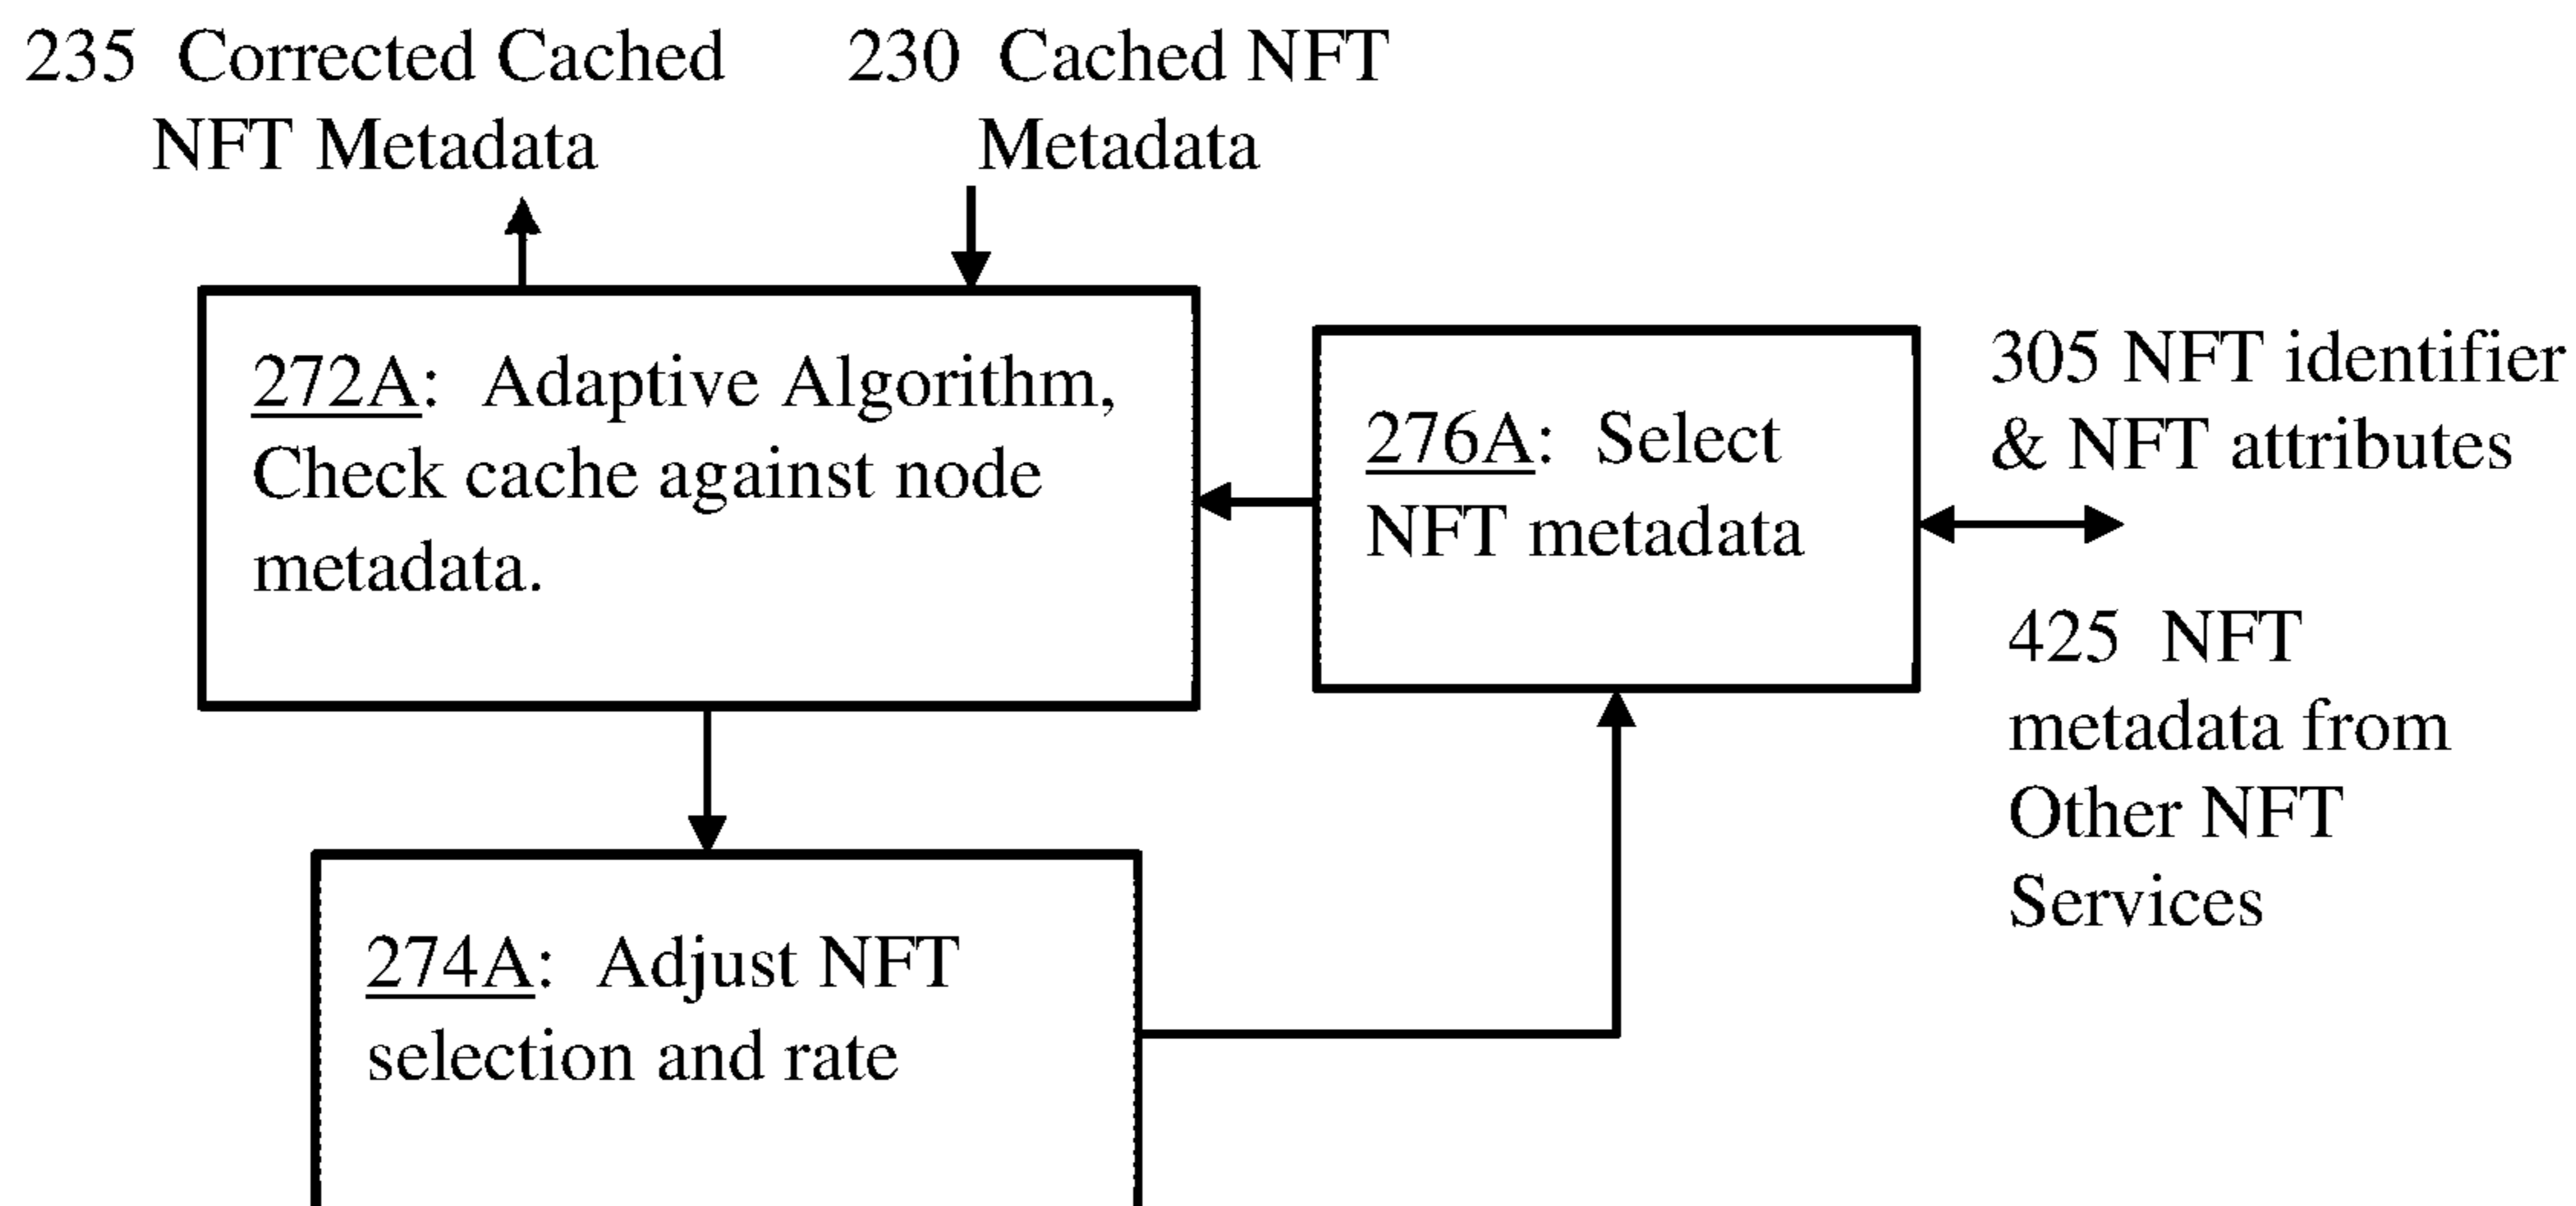 235 Corrected Cached
NFT Metadata
230 Cached NFT
Metadata
272A: Adaptive Algorithm,
Check cache against node
metadata.
276A: Select
NFT metadata
305 NFT identifier
& NFT attributes
425 NFT
metadata from
Other NFT
Services
274A: Adjust NFT
selection and rate